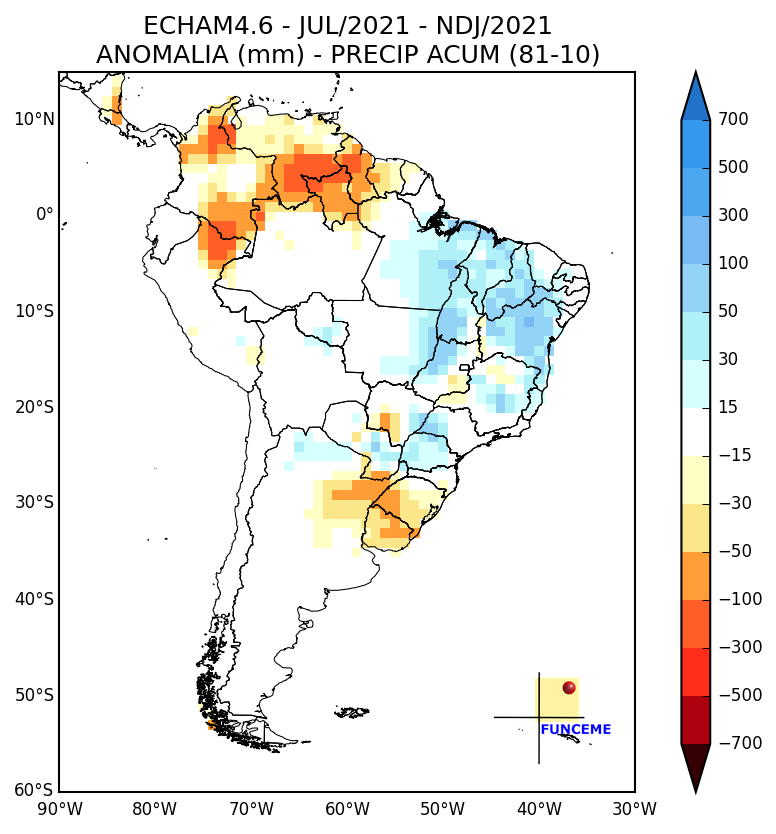 ECHAM4.6 - JUL/2021 - NDJ/2021
ANOMALIA (mm) - PRECIP ACUM (81-10)
10°N
0°
10°S
20°S
30°S
40°S
50°S
60°S
90°W 80°W 70°W 60°W 50°W 40°W 30°W
700
500
300
100
50
30
15
−15
−30
−50
−100
−300
−500
−700
FUNCEME